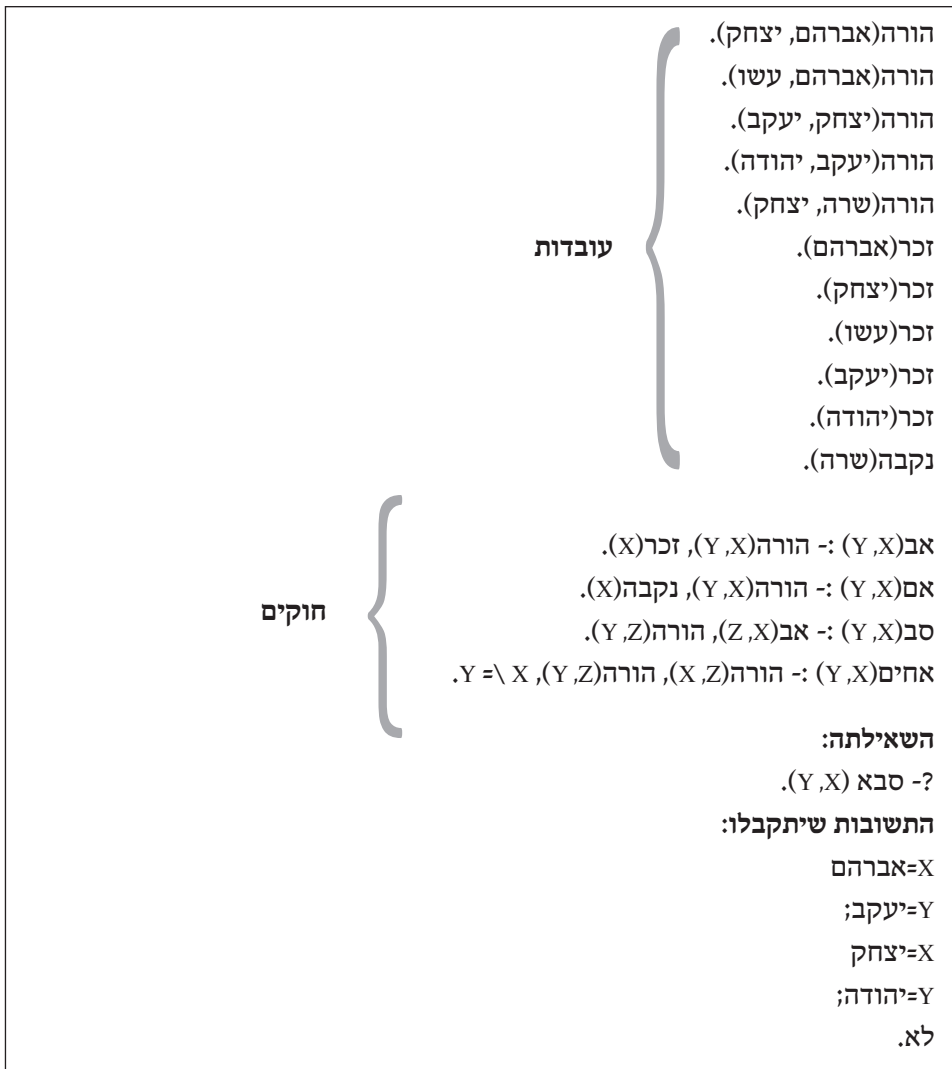 הורה(אברהם, יצחק).
הורה(אברהם, עשו).
הורה(יצחק, יעקב).
הורה(יעקב, יהודה).
הורה(שרה, יצחק).
עובדות
זכר(אברהם).
זכר(יצחק).
זכר(עשו).
זכר(יעקב).
זכר(יהודה).
נקבה(שרה).
אב(X, Y) :- הורה(X, Y), זכר(X).
אם(X, Y) :- הורה(X, Y), נקבה(X).
חוקים
סב(X, Y) :- אב(X, Z), הורה(Z, Y).
אחים(X, Y) :- הורה(Z, X), הורה(Z, Y), X \= Y.
השאילתה:
?- סבא (X, Y).
התשובות שיתקבלו:
X=אברהם
Y=יעקב;
X=יצחק
Y=יהודה;
לא.